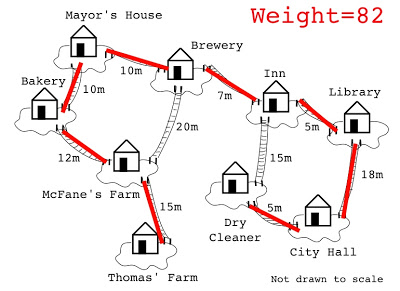 Mayor's House
Weight=82
Brewery
10m
Bakery
10m
Inn
7m
Library
5m
20m
12m
15m
18m
McFane's Farm
15m
5m
Dry
Cleaner
City Hall
Thomas' Farm
Not drawn to scale